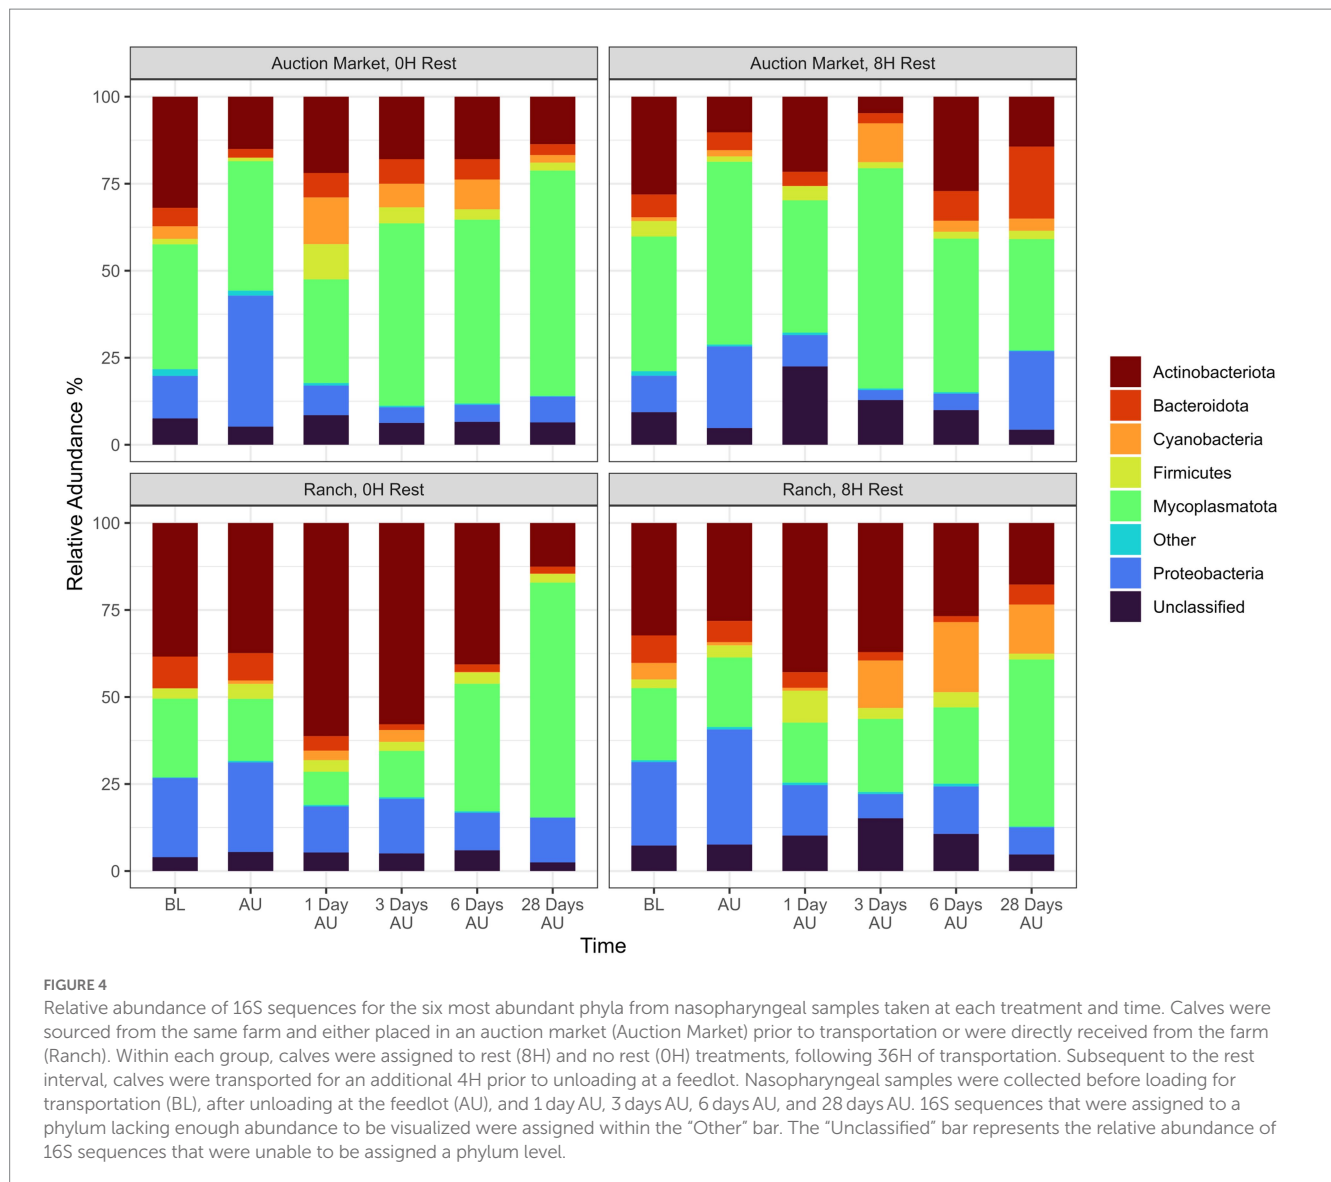 Auction Market, 0H Rest
Auction Market, 8H Rest
100
75
50
25
0
Ranch, 0H Rest
Ranch, 8H Rest
100
75
50
25
0
Relative Adundance %
BL
AU
1 Day
AU
3 Days
AU
6 Days
AU
28 Days
AU
BL
AU
1 Day
AU
3 Days
AU
6 Days
AU
28 Days
AU
Time
Actinobacteriota
Bacteroidota
Cyanobacteria
Firmicutes
Mycoplasmatota
Other
Proteobacteria
Unclassified
FIGURE 4
Relative abundance of 16S sequences for the six most abundant phyla from nasopharyngeal samples taken at each treatment and time. Calves were
sourced from the same farm and either placed in an auction market (Auction Market) prior to transportation or were directly received from the farm
(Ranch). Within each group, calves were assigned to rest (8H) and no rest (0H) treatments, following 36H of transportation. Subsequent to the rest
interval, calves were transported for an additional 4H prior to unloading at a feedlot. Nasopharyngeal samples were collected before loading for
transportation (BL), after unloading at the feedlot (AU), and 1 day AU, 3 days AU, 6 days AU, and 28 days AU. 16S sequences that were assigned to a
phylum lacking enough abundance to be visualized were assigned within the “Other” bar. The “Unclassified” bar represents the relative abundance of
16S sequences that were unable to be assigned a phylum level.